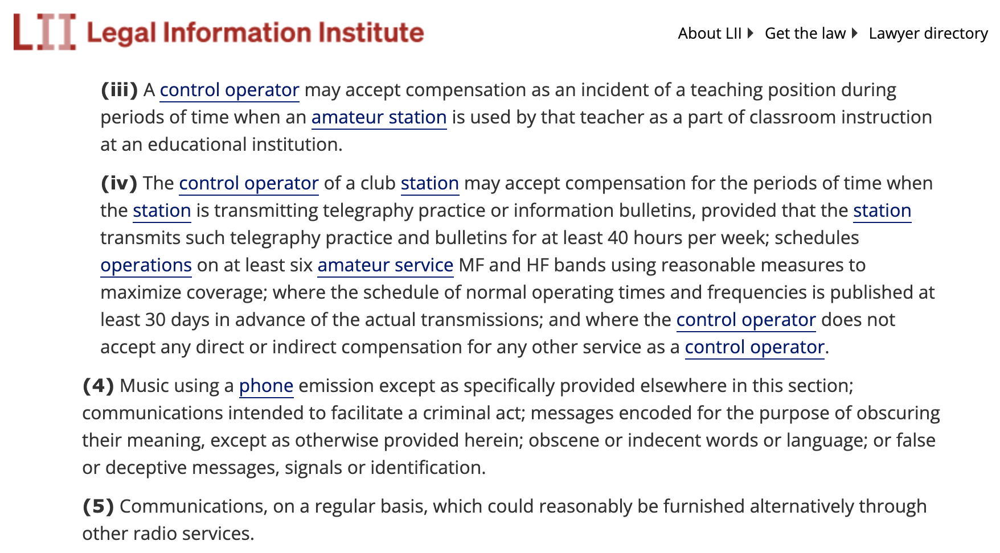 LII Legal Information Institute
About LII Get the law Lawyer directory
(iii) A control operator may accept compensation as an incident of a teaching position during
periods of time when an amateur station is used by that teacher as a part of classroom instruction
at an educational institution.
(iv) The control operator of a club station may accept compensation for the periods of time when
the station is transmitting telegraphy practice or information bulletins, provided that the station
transmits such telegraphy practice and bulletins for at least 40 hours per week; schedules
operations on at least six amateur service MF and HF bands using reasonable measures to
maximize coverage; where the schedule of normal operating times and frequencies is published at
least 30 days in advance of the actual transmissions; and where the control operator does not
accept any direct or indirect compensation for any other service as a control operator.
(4) Music using a phone emission except as specifically provided elsewhere in this section;
communications intended to facilitate a criminal act; messages encoded for the purpose of obscuring
their meaning, except as otherwise provided herein; obscene or indecent words or language; or false
or deceptive messages, signals or identification.
(5) Communications, on a regular basis, which could reasonably be furnished alternatively through
other radio services.